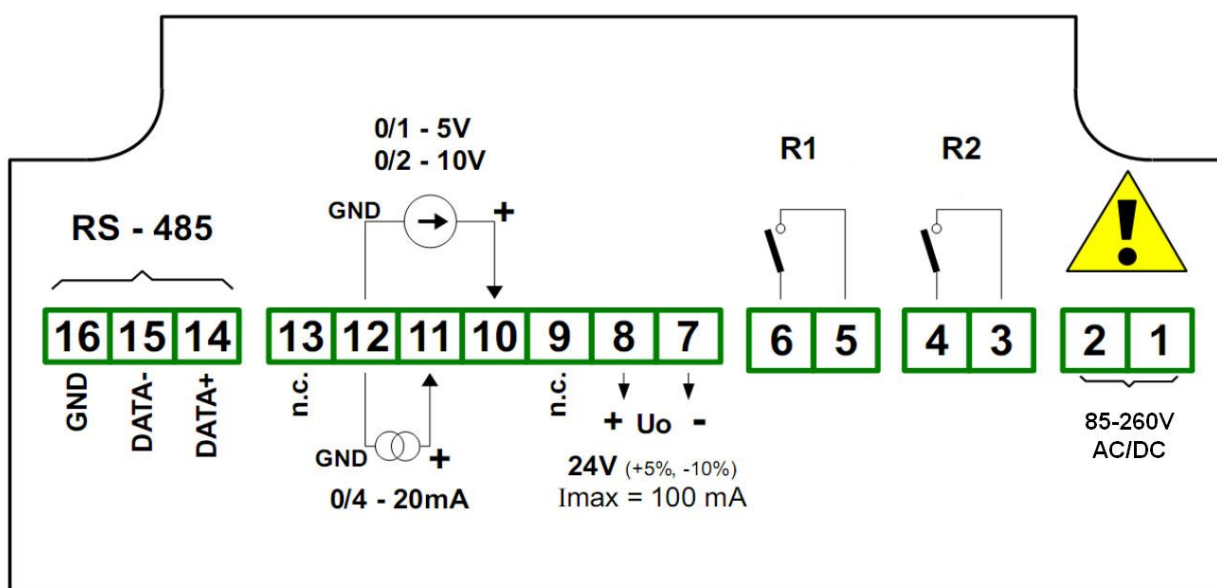 0/1 - 5V
0/2 - 10V
R1 R2
GND +
RS - 485
16 15 14 13 12 11 10 9 8 7 6 5 4 3 2 1
GND DATA- DATA+ n.c. n.c.
+ Uo -
GND +
0/4 - 20mA
24V (+5%, -10%)
Imax = 100 mA
85-260V
AC/DC
!